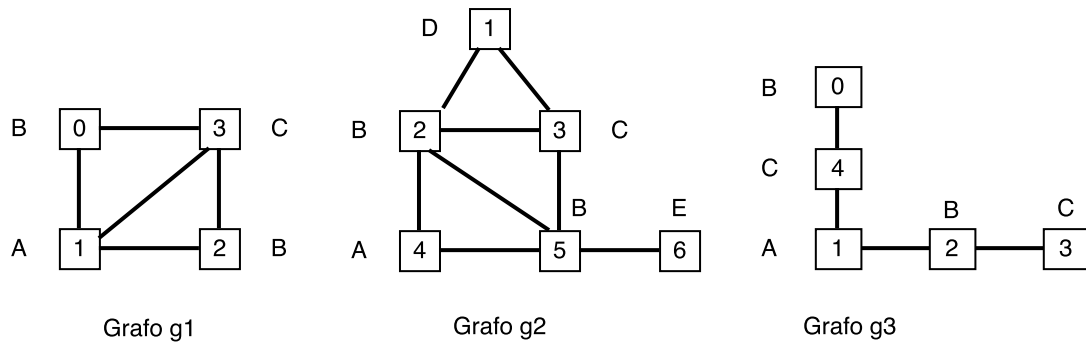 D 1
B 0 3 C
B 2 3 C
B 0
C 4
A 1 2 B
A 4 5 B 6 E
A 1 2 B 3 C
Grafo g1
Grafo g2
Grafo g3